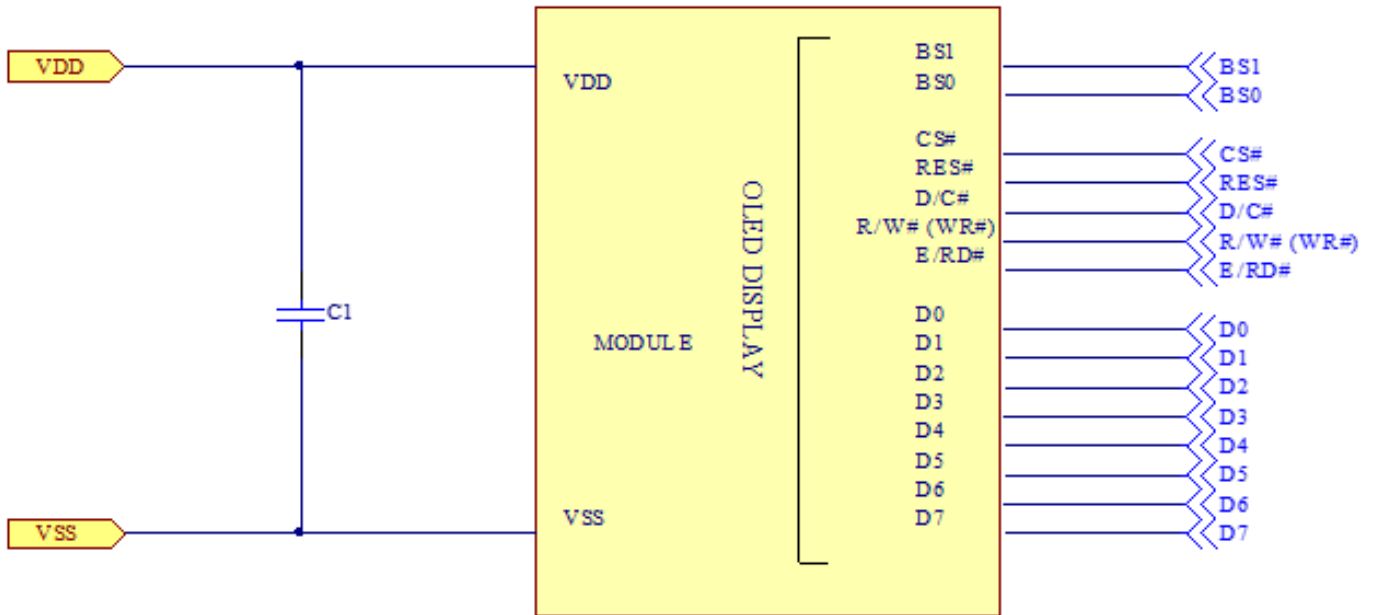 VDD
VSS
C1
VDD
MODULE
VSS
OLED DISPLAY
BS1
BS0
CS#
RES#
D/C#
R/W# (WR#)
E/RD#
D0
D1
D2
D3
D4
D5
D6
D7
BS1
BS0
CS#
RES#
D/C#
R/W# (WR#)
E/RD#
D0
D1
D2
D3
D4
D5
D6
D7